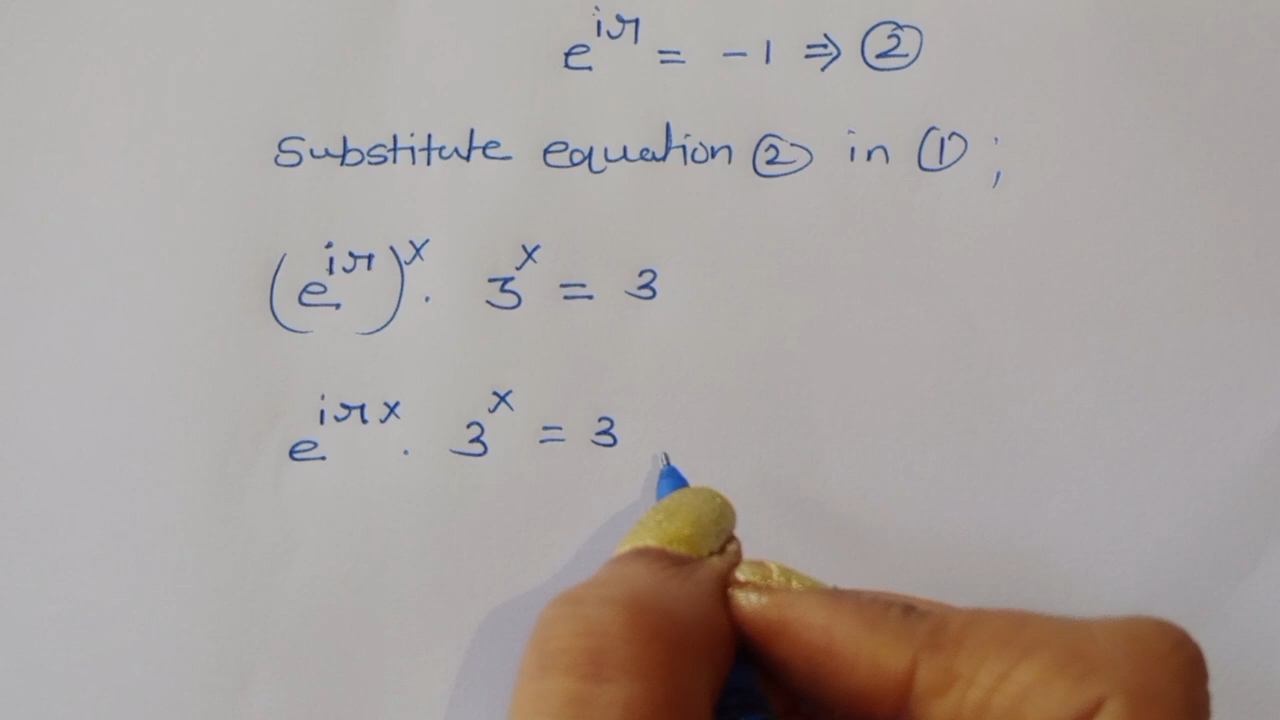 e^{iπ} = -1 ⇒ ②
Substitute equation ② in ① ;
(e^{iπ})^x . 3^x = 3
e^{iπx} . 3^x = 3